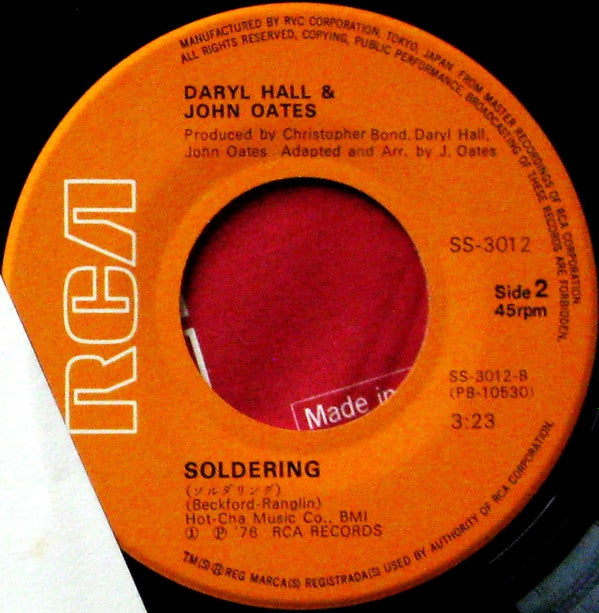 MANUFACTURED BY RVC CORPORATION, TOKYO, JAPAN, FROM MASTER RECORDINGS OF RCA CORPORATION.
ALL RIGHTS RESERVED, COPYING, PUBLIC PERFORMANCE, BROADCASTING OF THESE RECORDS ARE FORBIDDEN.
DARYL HALL &
JOHN OATES
Produced by Christopher Bond, Daryl Hall,
John Oates Adapted and Arr. by J. Oates
RCA
SS-3012
Side 2
45rpm
SS-3012-B
(PB-10530)
3:23
Made in
SOLDERING
(ソルダリング)
(Beckford-Ranglin)
Hot-Cha Music Co., BMI
℗ '76 RCA RECORDS
TM(S) ® REG MARCA(S) REGISTRADA(S) USED BY AUTHORITY OF RCA CORPORATION.